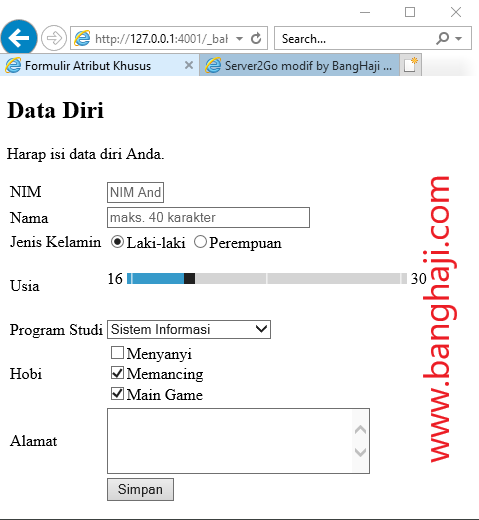 http://127.0.0.1:4001/_bal
Search...
Formulir Atribut Khusus
Server2Go modif by BangHaji ...
Data Diri
Harap isi data diri Anda.
NIM NIM And
Nama maks. 40 karakter
Jenis Kelamin Laki-laki Perempuan
Usia 16 30
Program Studi Sistem Informasi
Menyanyi
Hobi Memancing
Main Game
Alamat
Simpan
www.banghaji.com